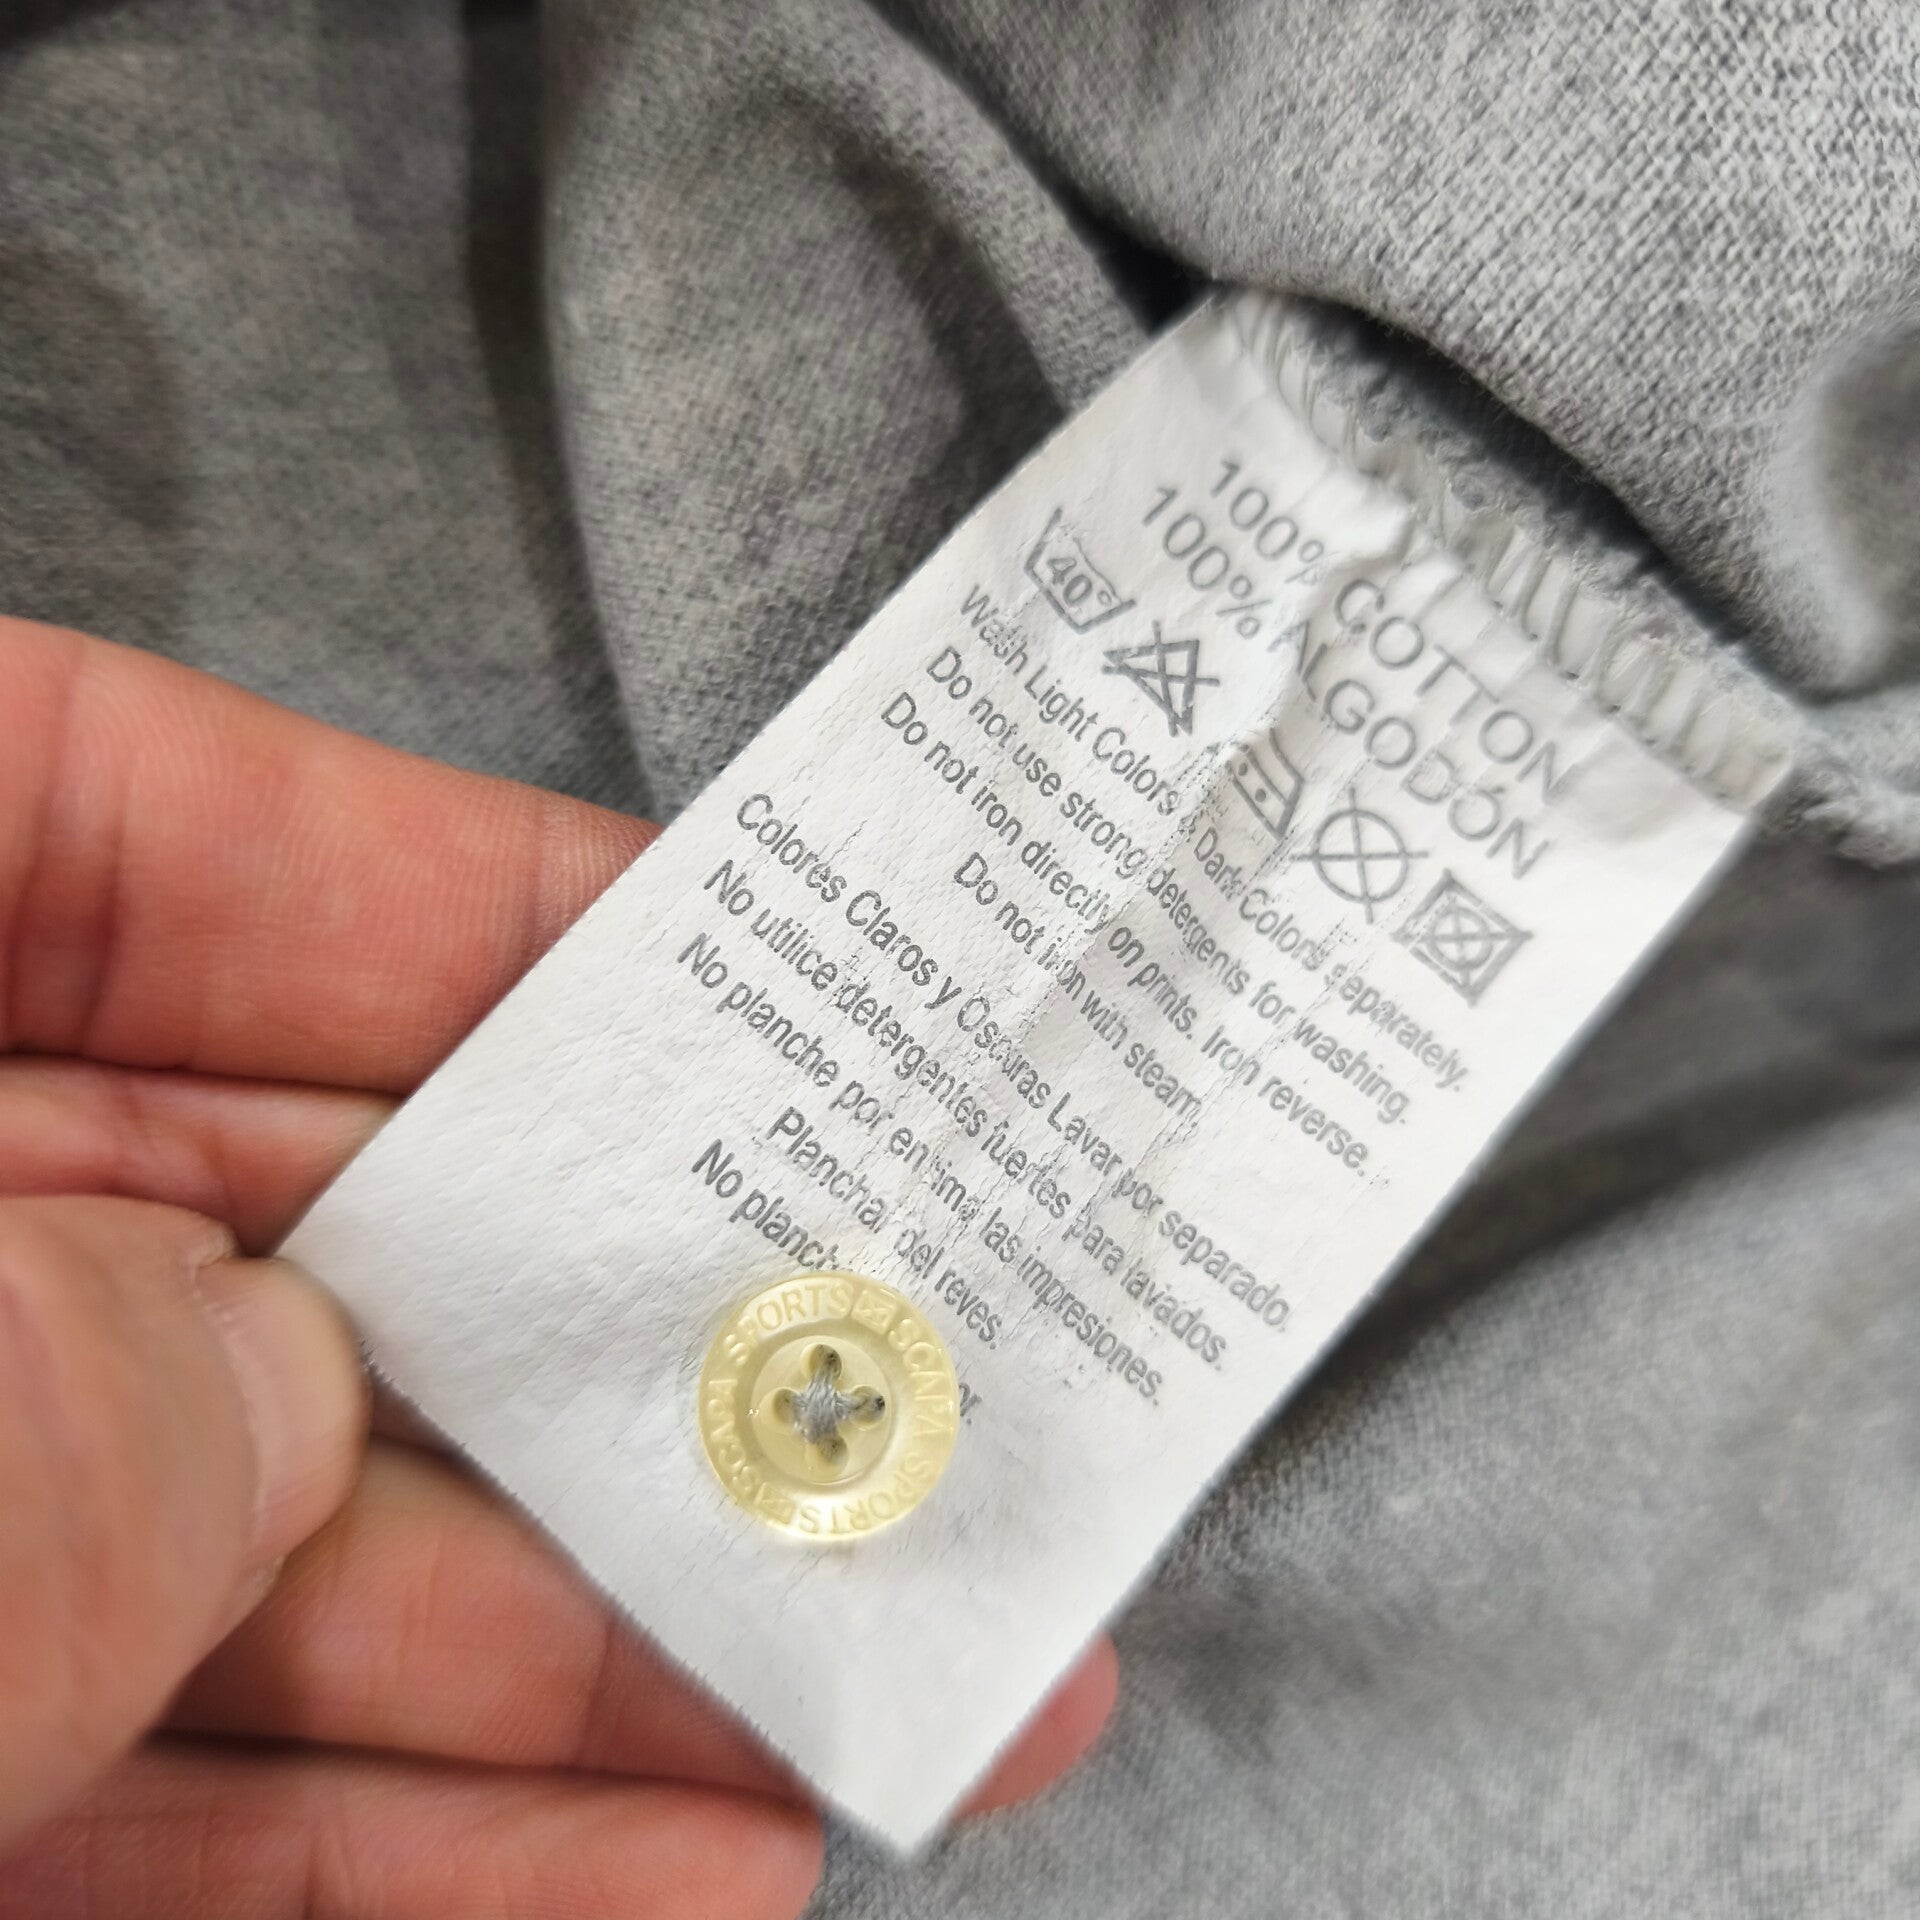 100% COTTON
100% ALGODÓN
40°
Wash Light Colors & Dark Colors separately.
Do not use strong detergents for washing.
Do not iron directly on prints. Iron reverse.
Do not iron with steam
Colores Claros y Oscuras Lavar por separado.
No utilice detergentes fuertes para lavados.
No planche por encima las impresiones.
Planchar del reves.
No planch
SCAPA SPORTS SCAPA SPORTS